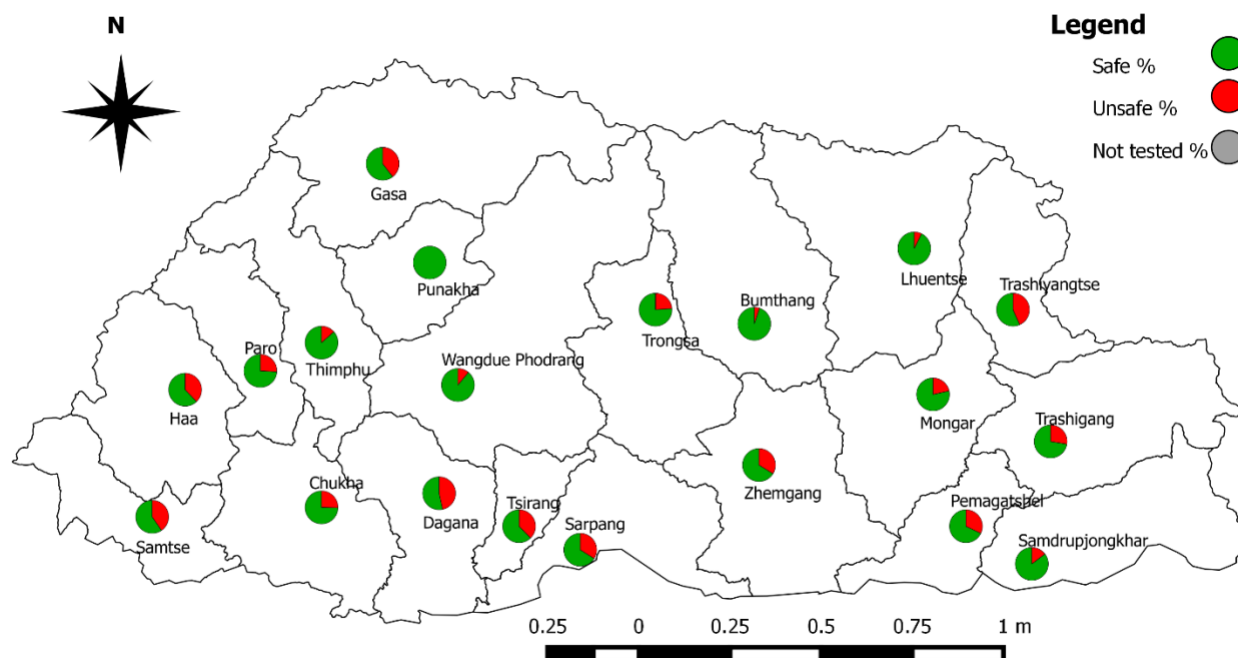 N
Legend
Safe %
Unsafe %
Not tested %
Gasa
Punakha
Lhuentse
Trashiyangtse
Bumthang
Trongsa
Paro
Thimphu
Wangdue Phodrang
Haa
Mongar
Trashigang
Chukha
Zhemgang
Dagana
Tsirang
Pemagatshel
Sarpang
Samtse
Samdrupjongkhar
0.25 0 0.25 0.5 0.75 1 m